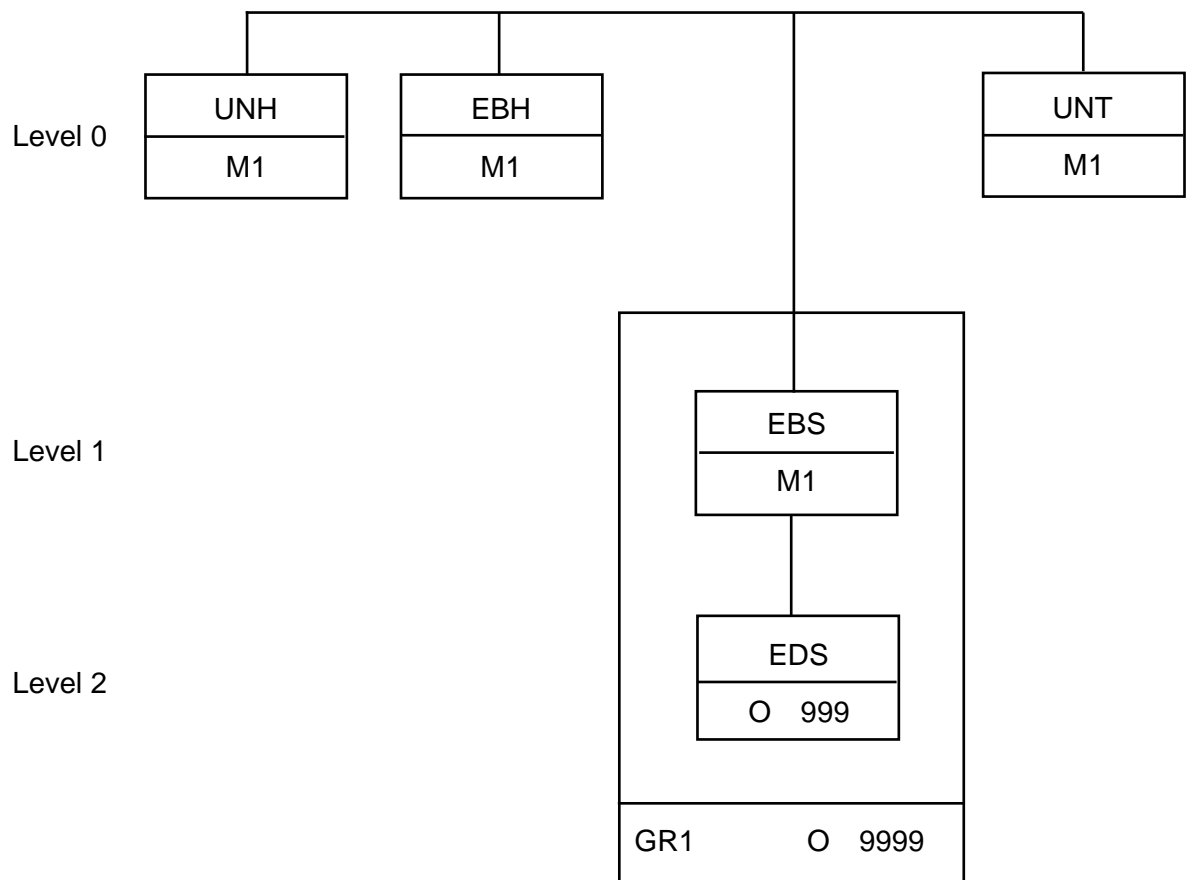 Level 0
UNH
M1
EBH
M1
UNT
M1
Level 1
EBS
M1
Level 2
EDS
O 999
GR1 O 9999